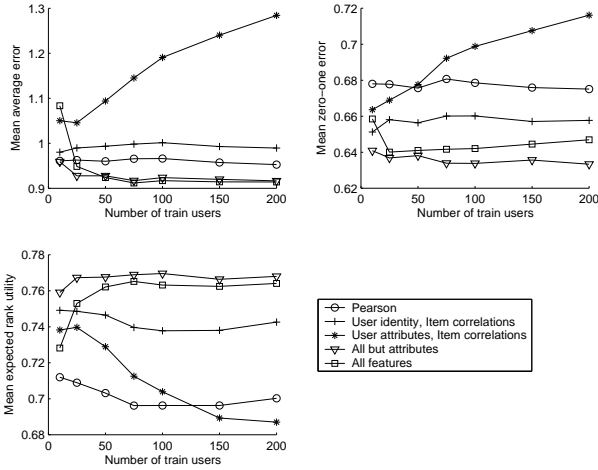 1.3
1.2
1.1
1
0.9
0
50
100
150
200
Mean average error
Number of train users
0.72
0.7
0.68
0.66
0.64
0.62
0
50
100
150
200
Mean zero−one error
Number of train users
0.78
0.76
0.74
0.72
0.7
0.68
0
50
100
150
200
Mean expected rank utility
Number of train users
Pearson
User identity, Item correlations
User attributes, Item correlations
All but attributes
All features